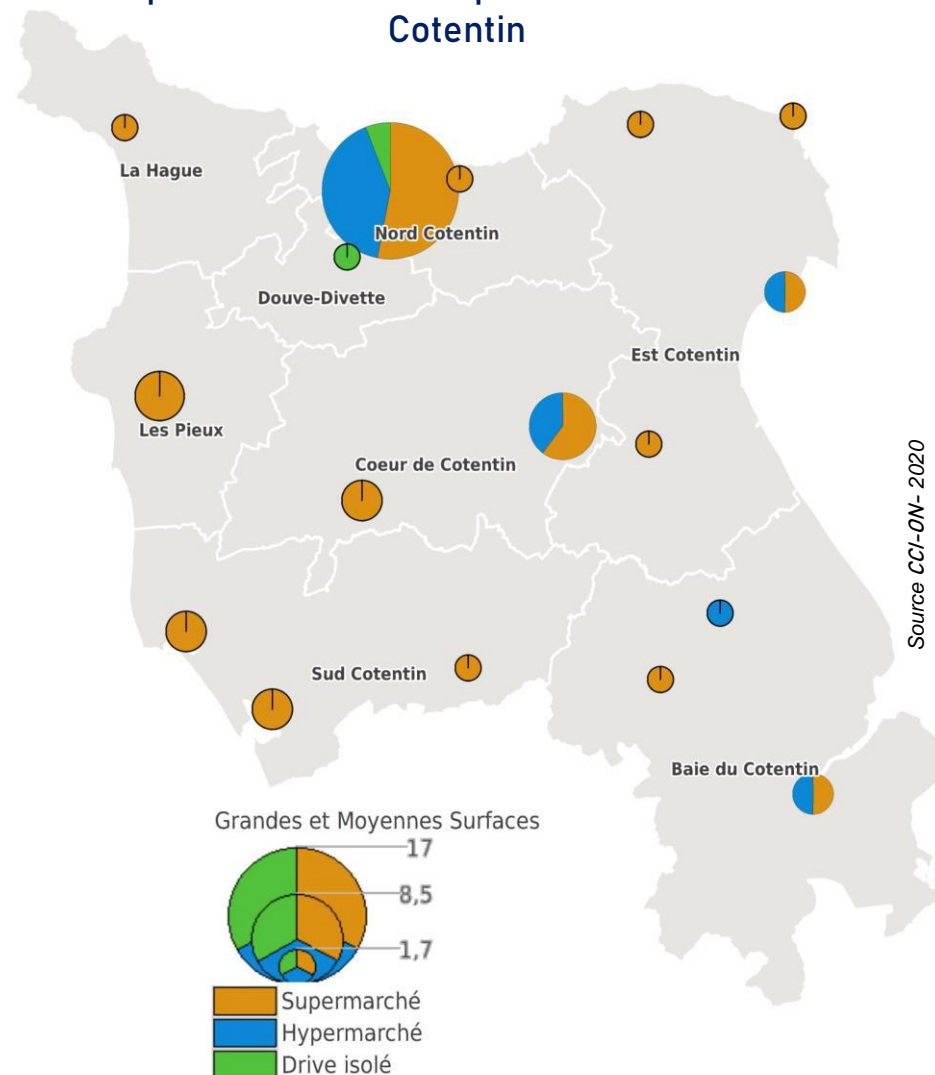 Cotentin
La Hague
Nord Cotentin
Douve-Divette
Est Cotentin
Les Pieux
Coeur de Cotentin
Source CCI-ON- 2020
Sud Cotentin
Baie du Cotentin
Grandes et Moyennes Surfaces
17
8,5
1,7
Supermarché
Hypermarché
Drive isolé